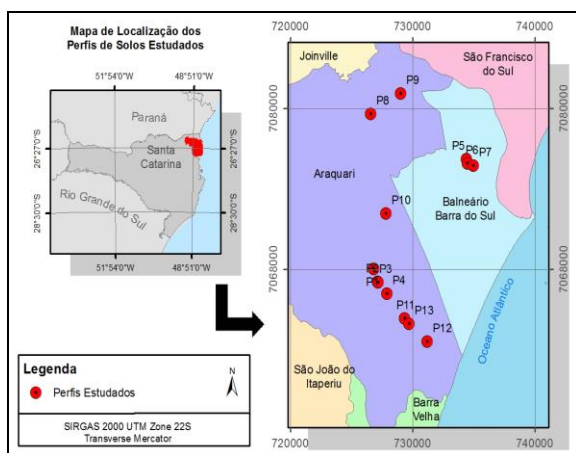 Mapa de Localização dos
Perfis de Solos Estudados
51°54'0"W 48°51'0"W
Paraná
Santa
Catarina
Rio Grande do Sul
26°27'0"S
28°30'0"S
26°27'0"S
28°30'0"S
51°54'0"W 48°51'0"W
Legenda
N
Perfis Estudados
SIRGAS 2000 UTM Zone 22S
Transverse Mercator
720000 730000 740000
Joinville
São Francisco
do Sul
7080000
7080000
P9
P8
P5
P6
P7
Araquari
Balneário
Barra do Sul
P10
7068000
7068000
P3
P4
P11
P13
P12
Oceano Atlântico
São João do
Itaperiu
Barra
Velha
720000 730000 740000